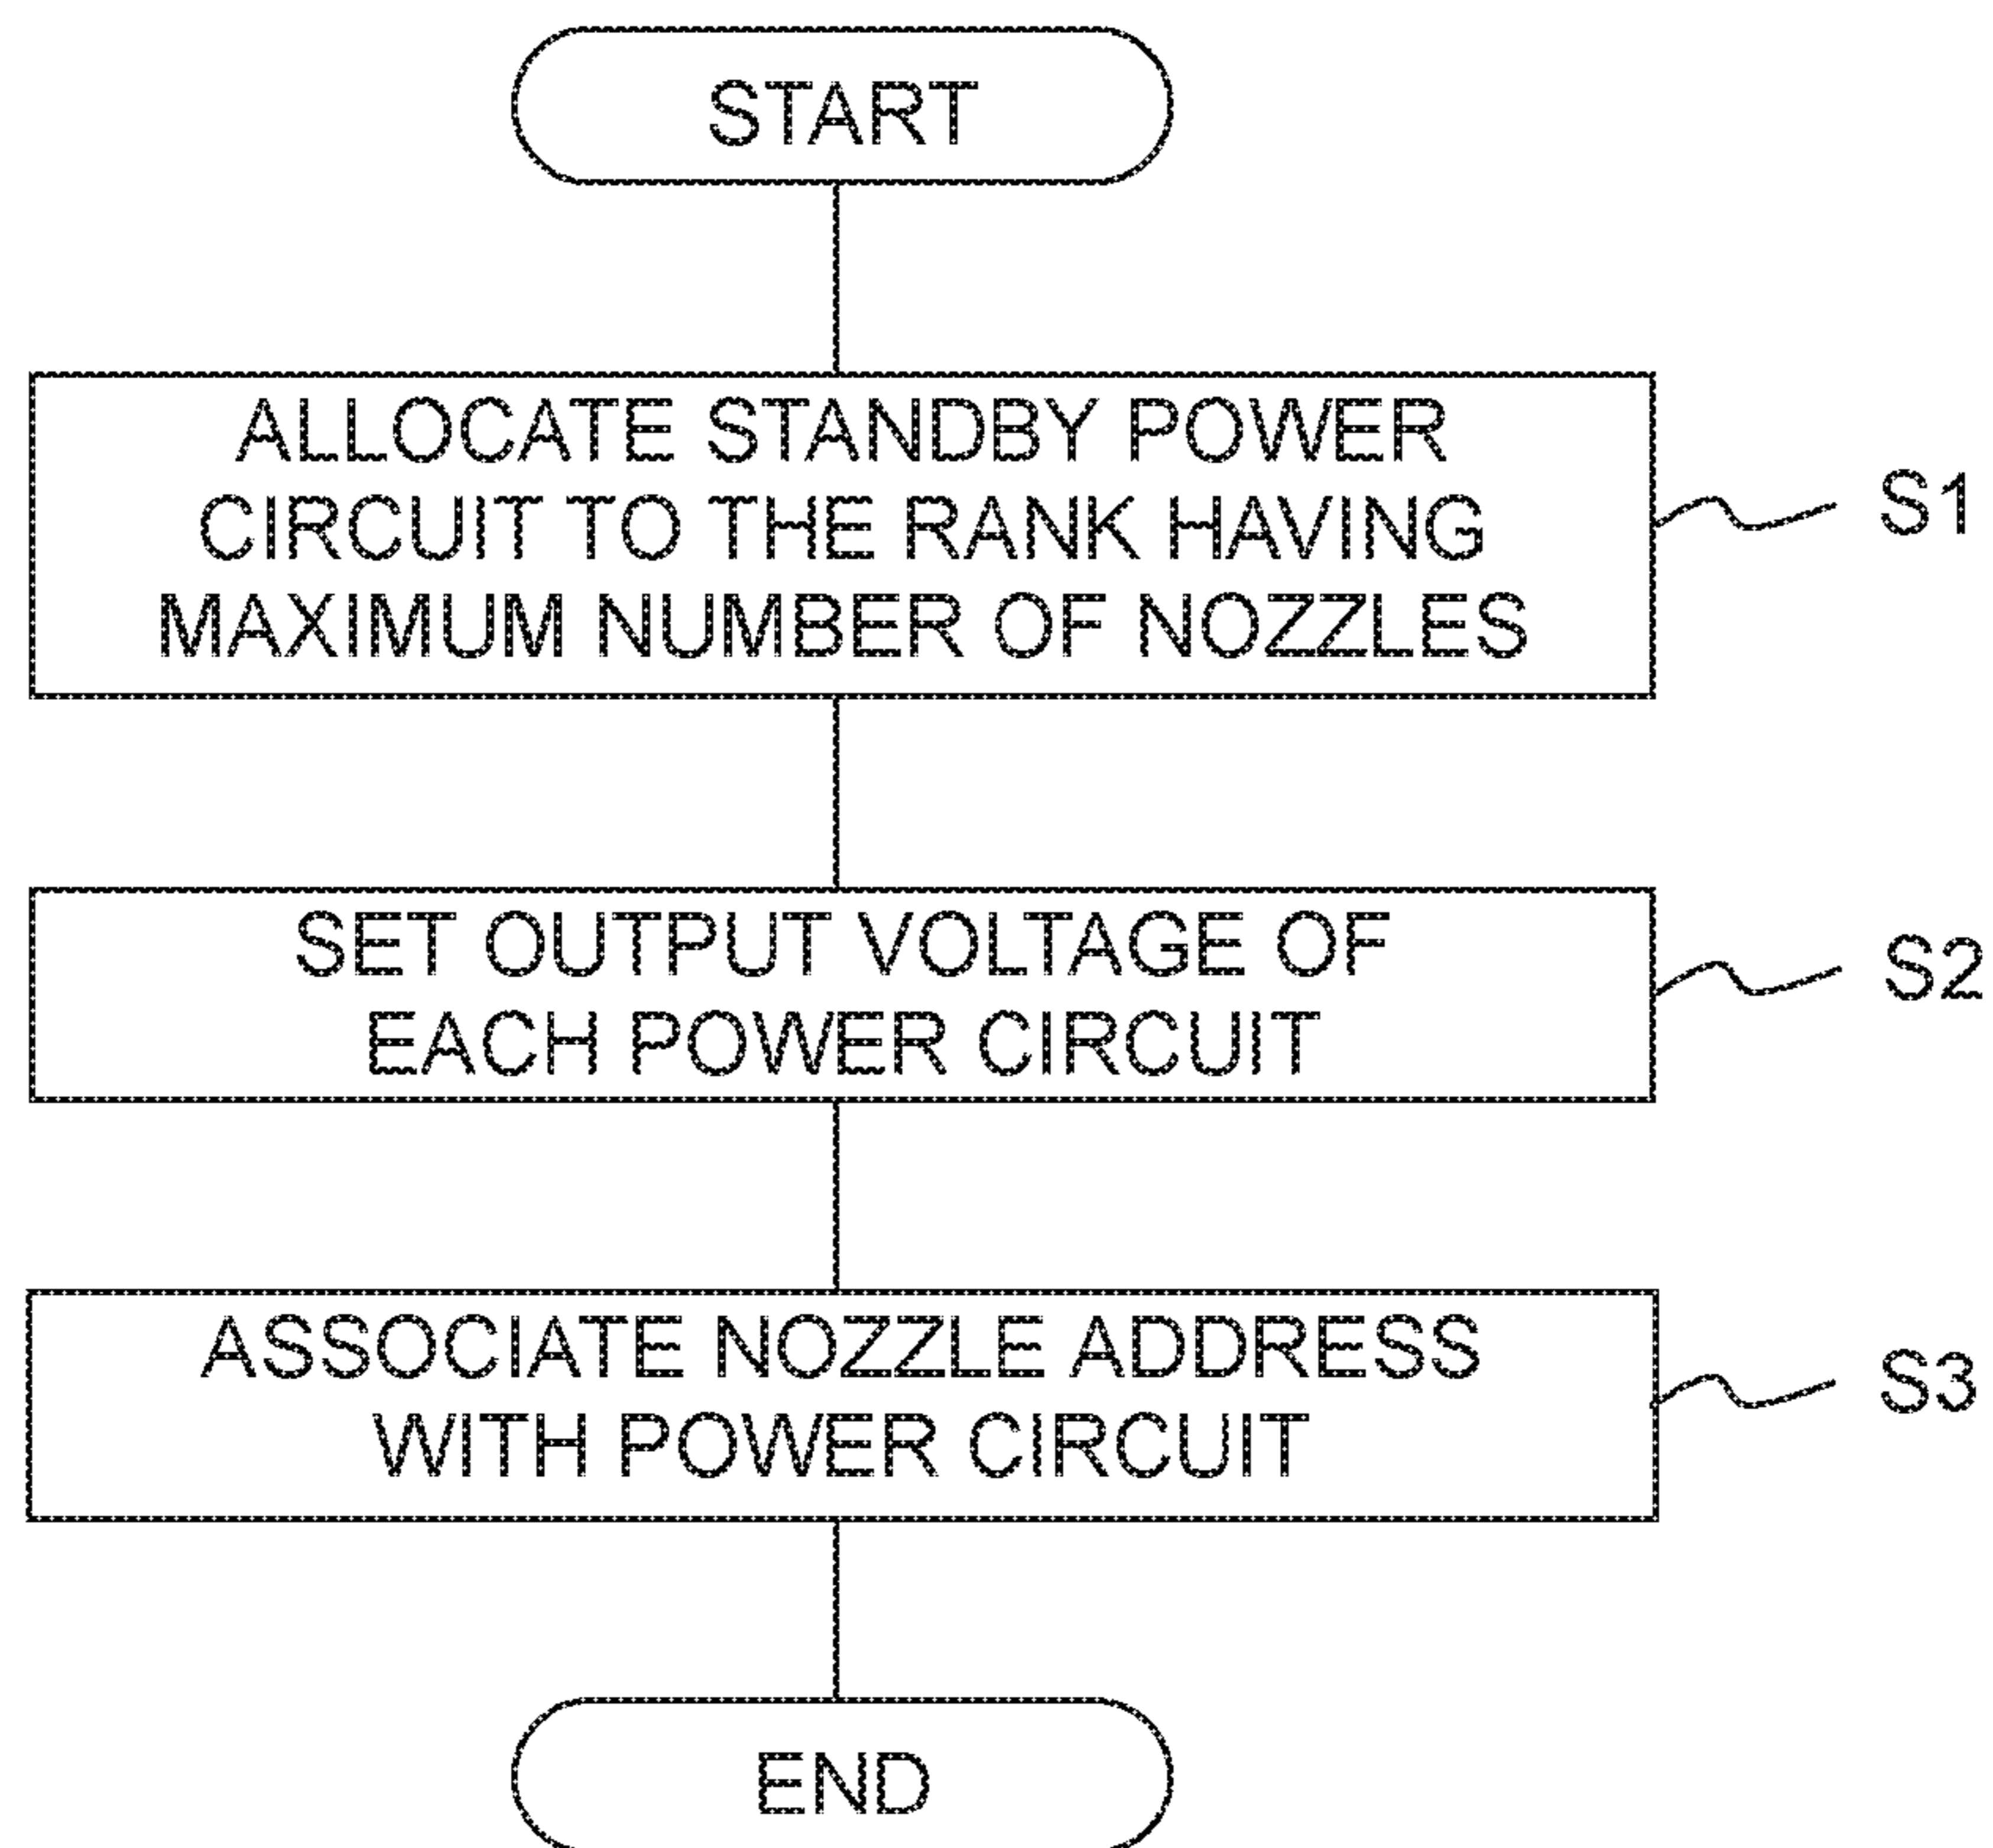 START
ALLOCATE STANDBY POWER
CIRCUIT TO THE RANK HAVING
MAXIMUM NUMBER OF NOZZLES
S1
SET OUTPUT VOLTAGE OF
EACH POWER CIRCUIT
S2
ASSOCIATE NOZZLE ADDRESS
WITH POWER CIRCUIT
S3
END